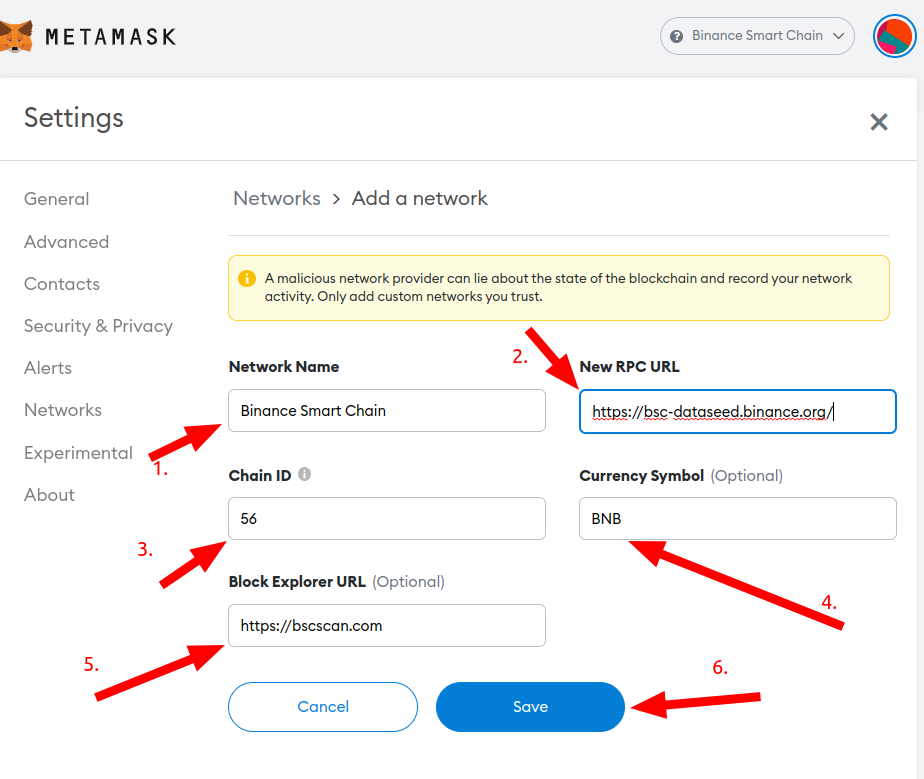 METAMASK
Binance Smart Chain
Settings
General
Advanced
Contacts
Security & Privacy
Alerts
Networks
Experimental
About
Networks > Add a network
A malicious network provider can lie about the state of the blockchain and record your network
activity. Only add custom networks you trust.
1.
Network Name
Binance Smart Chain
2.
New RPC URL
https://bsc-dataseed.binance.org/
3.
Chain ID
56
4.
Currency Symbol (Optional)
BNB
5.
Block Explorer URL (Optional)
https://bscscan.com
6.
Cancel
Save